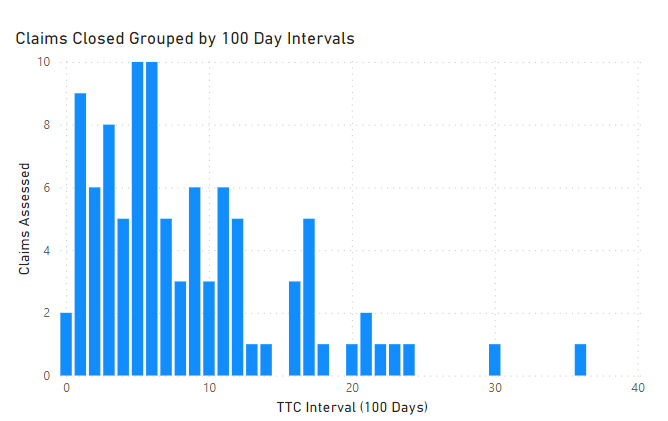 Claims Closed Grouped by 100 Day Intervals
10
8
6
4
2
0
Claims Assessed
0 10 20 30 40
TTC Interval (100 Days)